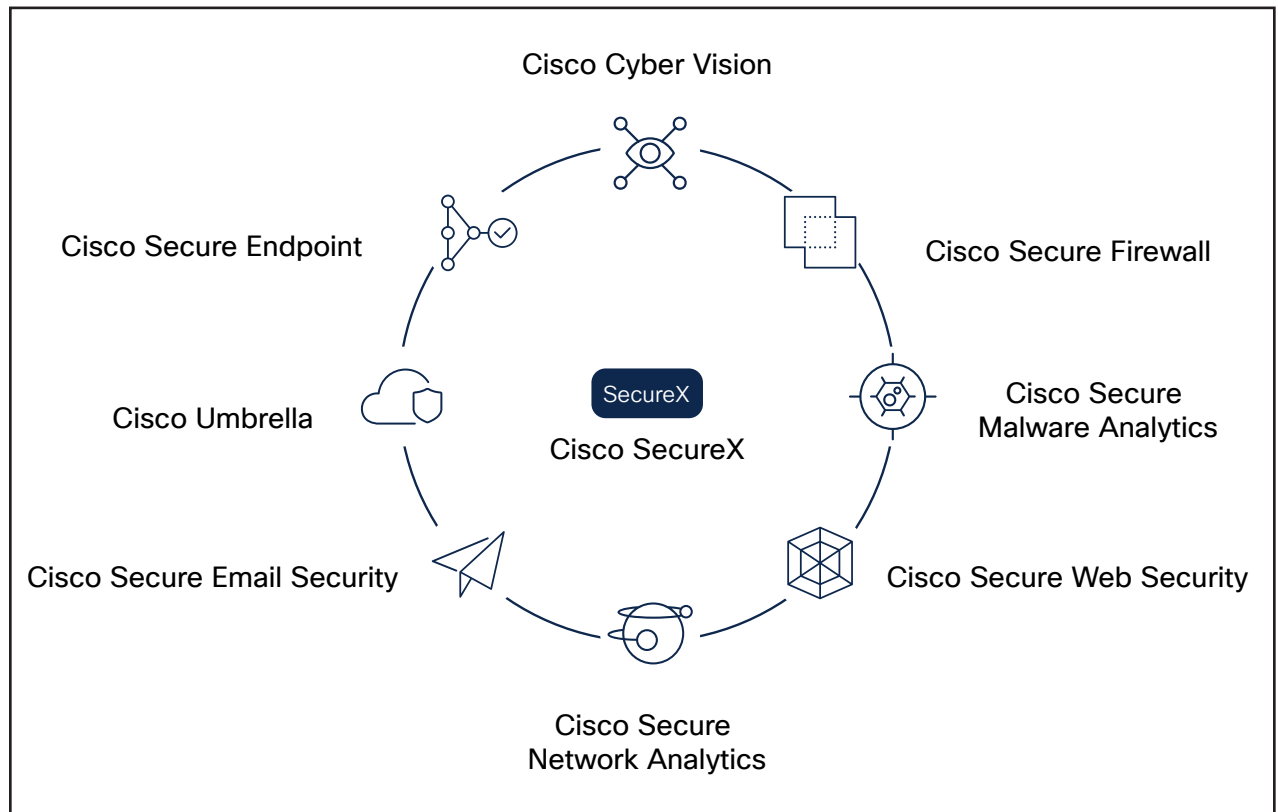 Cisco Cyber Vision
Cisco Secure Endpoint
Cisco Secure Firewall
Cisco Umbrella
SecureX
Cisco SecureX
Cisco Secure
Malware Analytics
Cisco Secure Email Security
Cisco Secure Web Security
Cisco Secure
Network Analytics